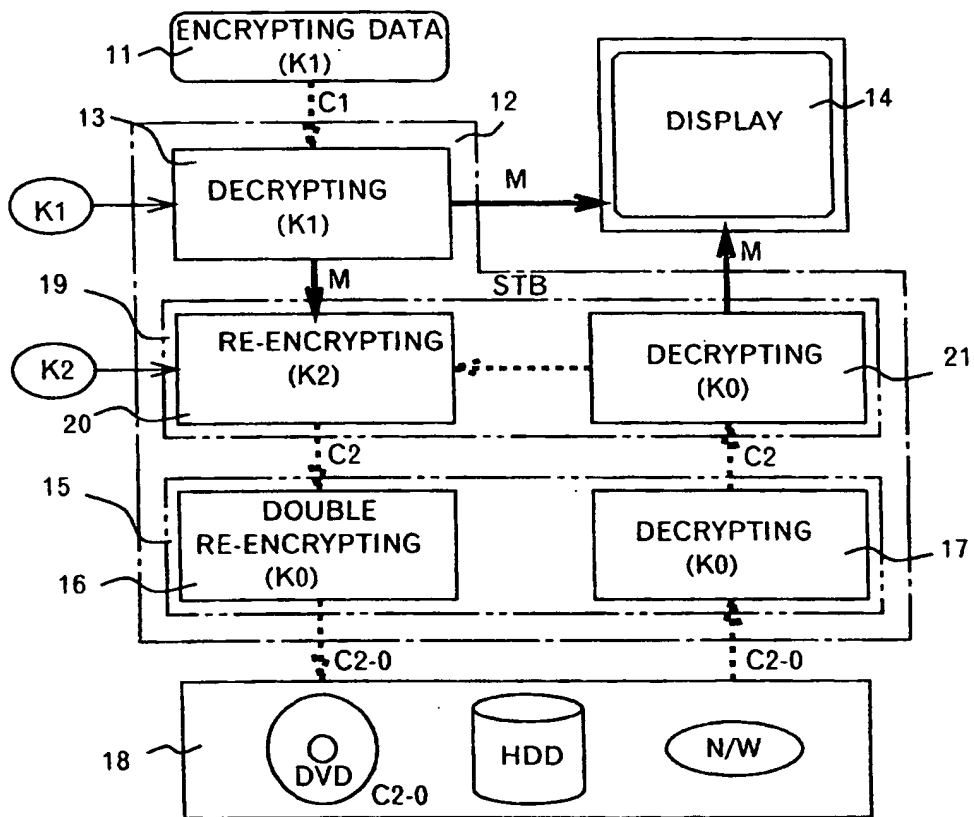 ENCRYPTING DATA
(K1)
11
C1
13
12
DECRYPTING
(K1)
K1
M
DISPLAY
14
M
M
STB
19
RE-ENCRYPTING
(K2)
K2
20
DECRYPTING
(K0)
21
C2
C2
15
DOUBLE
RE-ENCRYPTING
(K0)
16
DECRYPTING
(K0)
17
C2-0
C2-0
18
DVD
C2-0
HDD
N/W